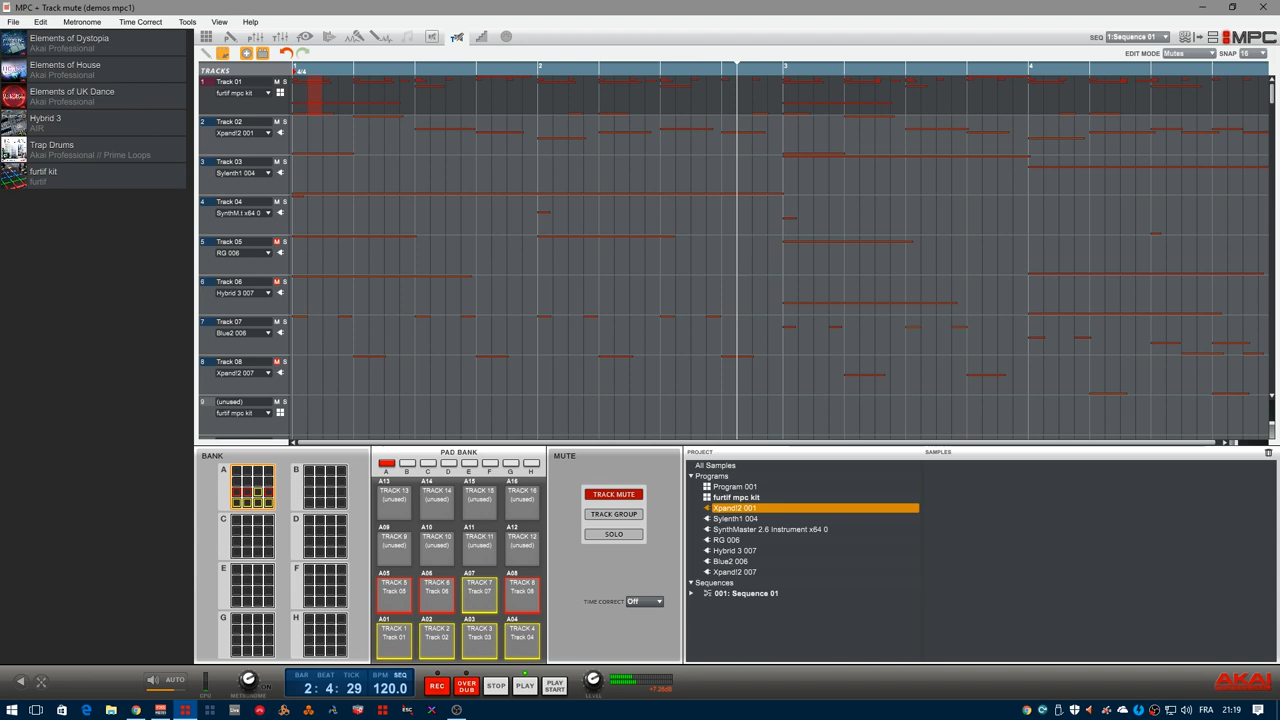 MPC + Track mute (demos mpc1)
File Edit Metronome Time Correct Tools View Help
SEQ 1:Sequence 01
MPC
EDIT MODE Mutes SNAP 16
Elements of Dystopia
Akai Professional
Elements of House
Akai Professional
Elements of UK Dance
Akai Professional
Hybrid 3
AIR
Trap Drums
Akai Professional // Prime Loops
furtif kit
furtif
TRACKS
4/4 2 3 4
1 Track 01 M S
furtif mpc kit
2 Track 02 M S
Xpand!2 001
3 Track 03 M S
Sylenth1 004
4 Track 04 M S
SynthM.t x64 0
5 Track 05 M S
RG 006
6 Track 06 M S
Hybrid 3 007
7 Track 07 M S
Blue2 006
8 Track 08 M S
Xpand!2 007
9 (unused) M S
furtif mpc kit
BANK
A B
C D
E F
G H
PAD BANK
A B C D E F G H
A13 A14 A15 A16
TRACK 13 TRACK 14 TRACK 15 TRACK 16
(unused) (unused) (unused) (unused)
A09 A10 A11 A12
TRACK 9 TRACK 10 TRACK 11 TRACK 12
(unused) (unused) (unused) (unused)
A05 A06 A07 A08
TRACK 5 TRACK 6 TRACK 7 TRACK 8
Track 05 Track 06 Track 07 Track 08
A01 A02 A03 A04
TRACK 1 TRACK 2 TRACK 3 TRACK 4
Track 01 Track 02 Track 03 Track 04
MUTE
TRACK MUTE
TRACK GROUP
SOLO
TIME CORRECT Off
PROJECT
All Samples
Programs
Program 001
furtif mpc kit
Xpand!2 001
Sylenth1 004
SynthMaster 2.6 Instrument x64 0
RG 006
Hybrid 3 007
Blue2 006
Xpand!2 007
Sequences
001: Sequence 01
SAMPLES
AUTO
CPU
METRONOME
ON
BAR BEAT TICK BPM SEQ
2: 4: 29 120.0
REC
OVER DUB
STOP
PLAY
PLAY START
LEVEL
+7.36dB
AKAI
PROFESSIONAL
FRA 21:19